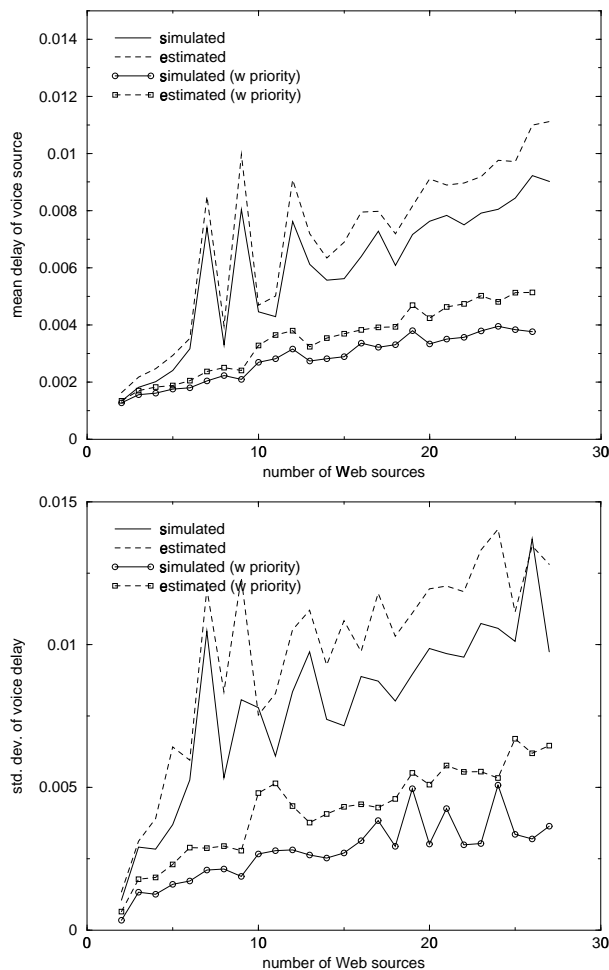 0.014
0.012
0.01
0.008
0.006
0.004
0.002
0
mean delay of voice source
simulated
estimated
simulated (w priority)
estimated (w priority)
0 10 20 30
number of Web sources
0.015
0.01
0.005
0
std. dev. of voice delay
simulated
estimated
simulated (w priority)
estimated (w priority)
0 10 20 30
number of Web sources